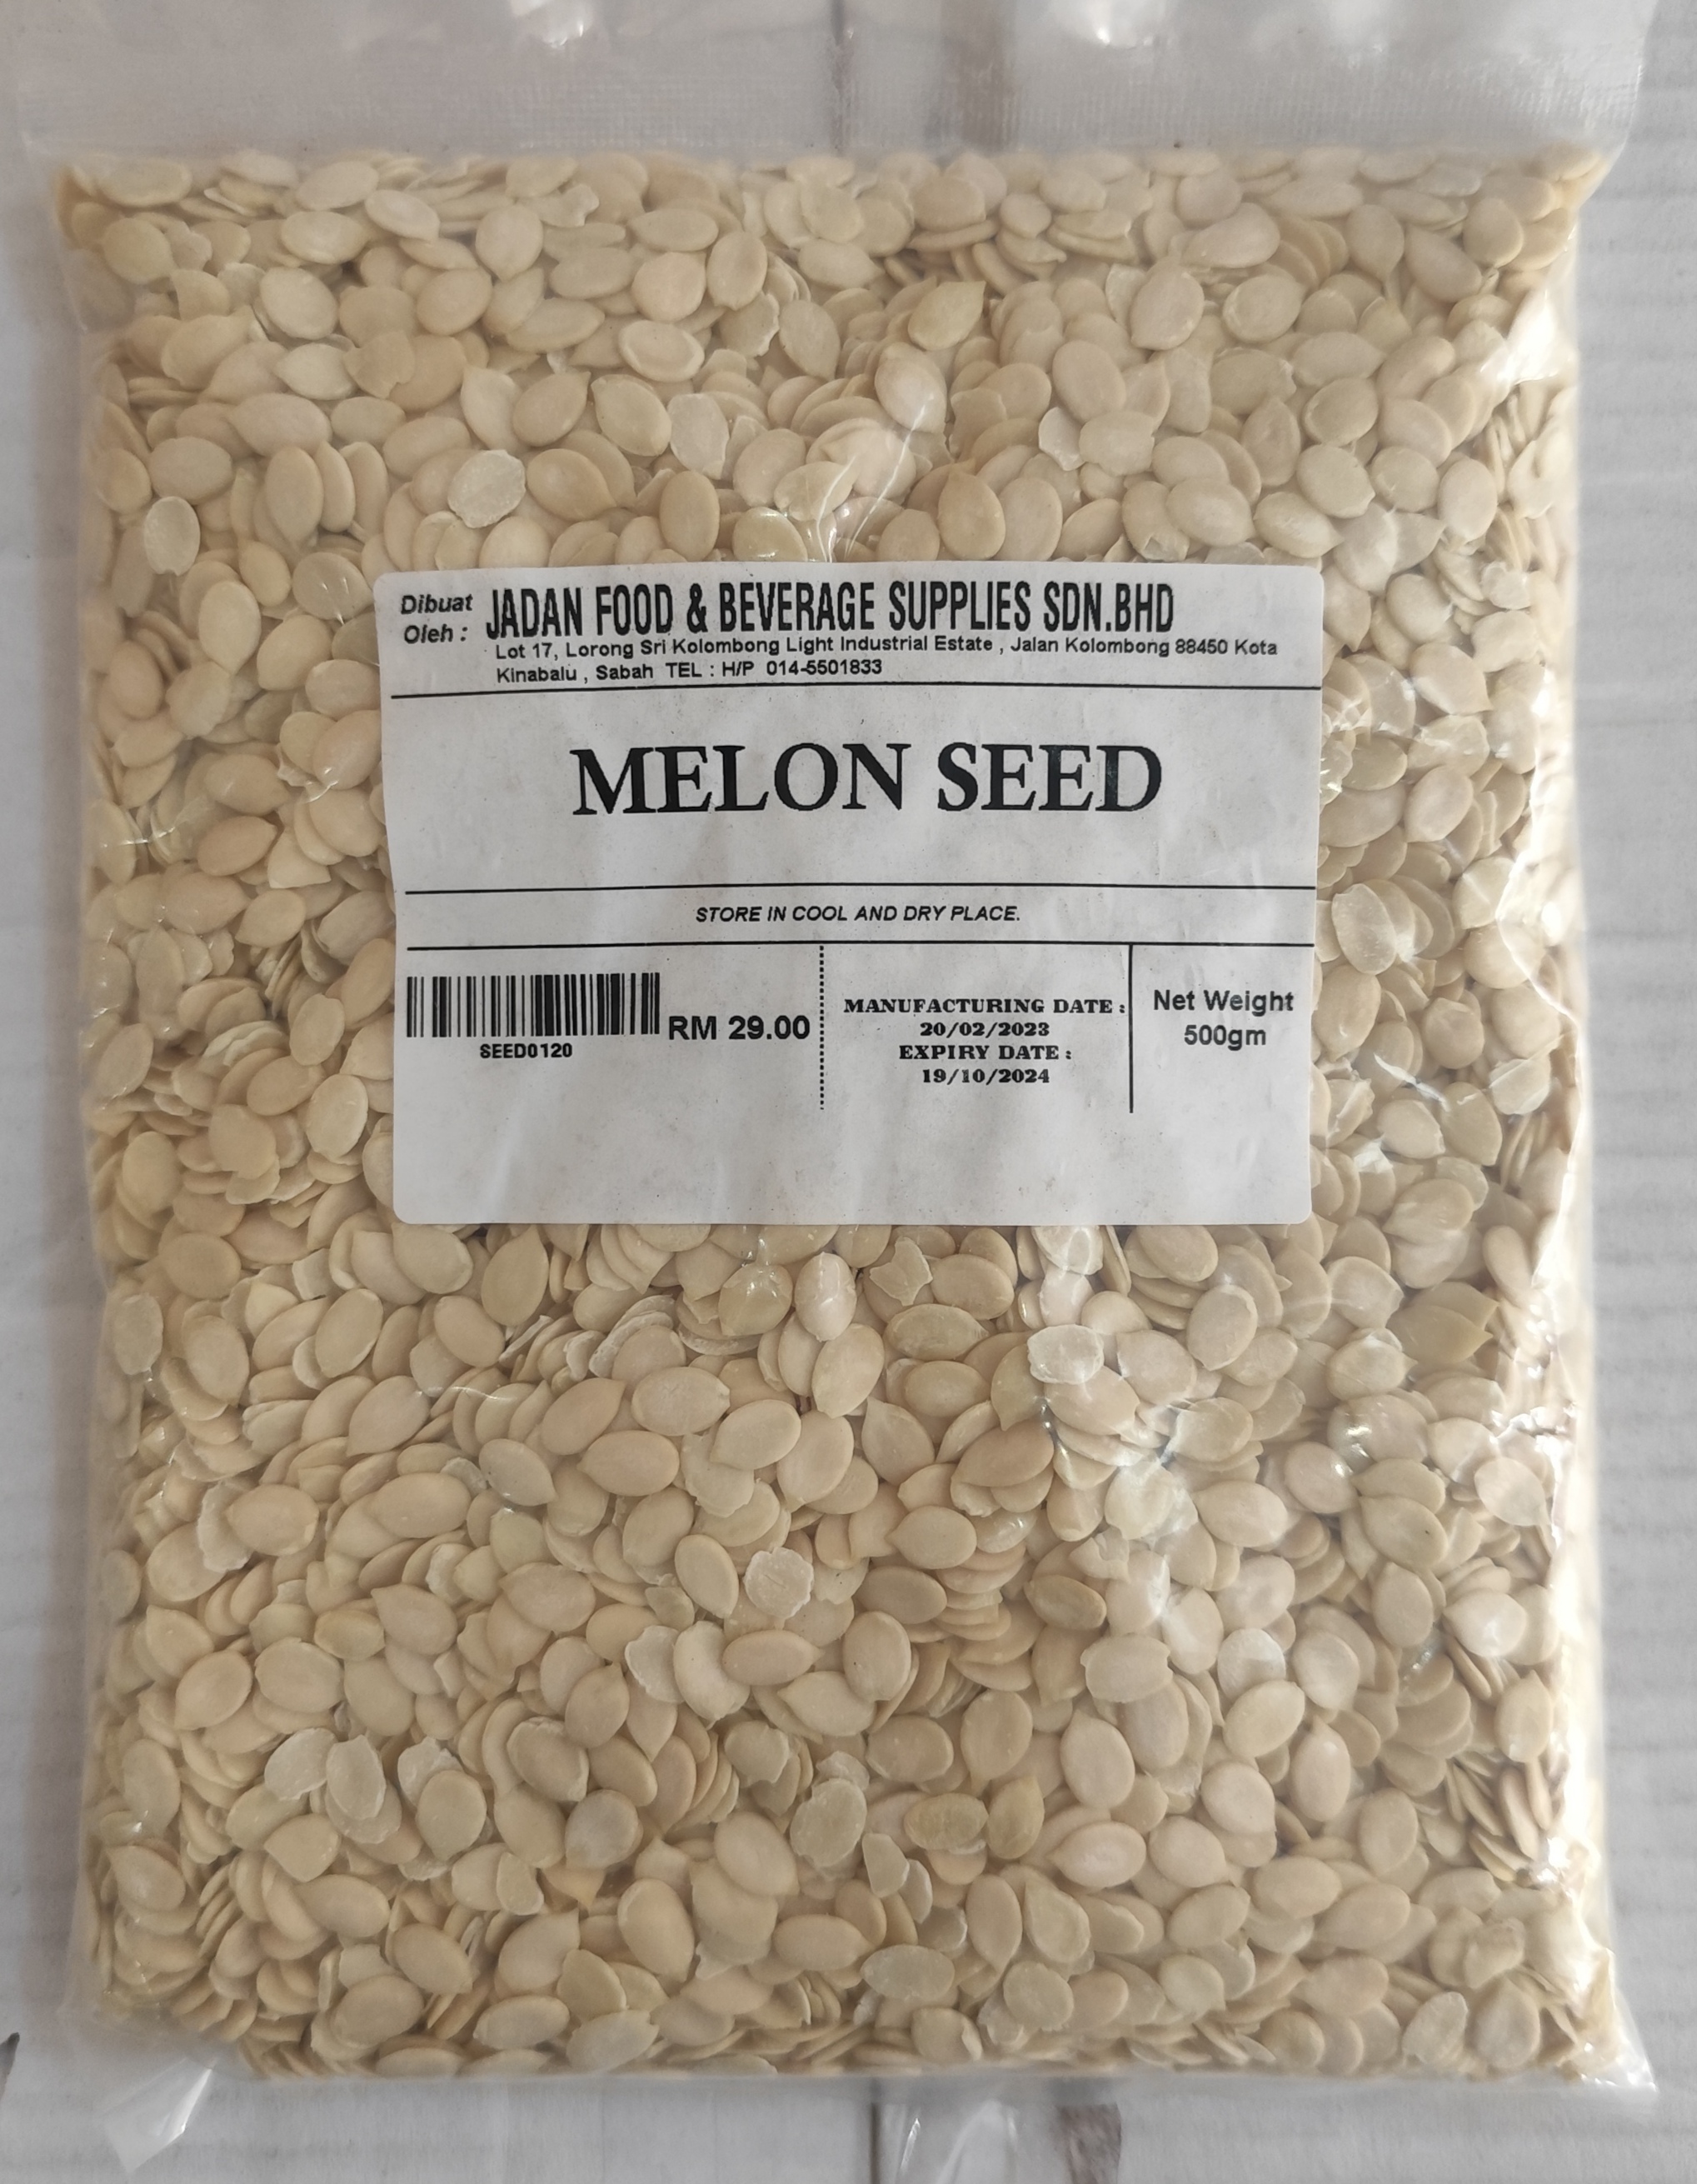 Dibuat
Oleh :
JADAN FOOD & BEVERAGE SUPPLIES SDN.BHD
Lot 17, Lorong Sri Kolombong Light Industrial Estate , Jalan Kolombong 88450 Kota
Kinabalu , Sabah TEL : H/P 014-5501833
MELON SEED
STORE IN COOL AND DRY PLACE.
SEED0120
RM 29.00
MANUFACTURING DATE :
20/02/2023
EXPIRY DATE :
19/10/2024
Net Weight
500gm